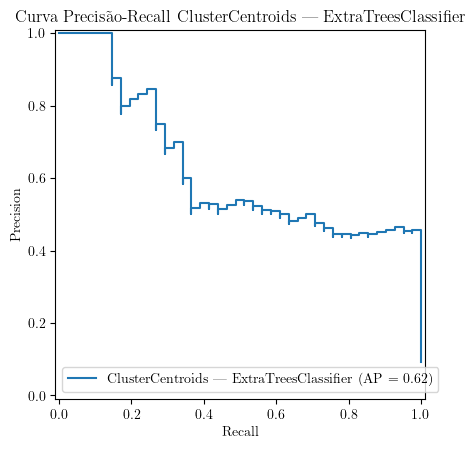 Curva Precisão-Recall ClusterCentroids — ExtraTreesClassifier
1.0
0.8
0.6
0.4
0.2
0.0
Precision
ClusterCentroids — ExtraTreesClassifier (AP = 0.62)
0.0 0.2 0.4 0.6 0.8 1.0
Recall